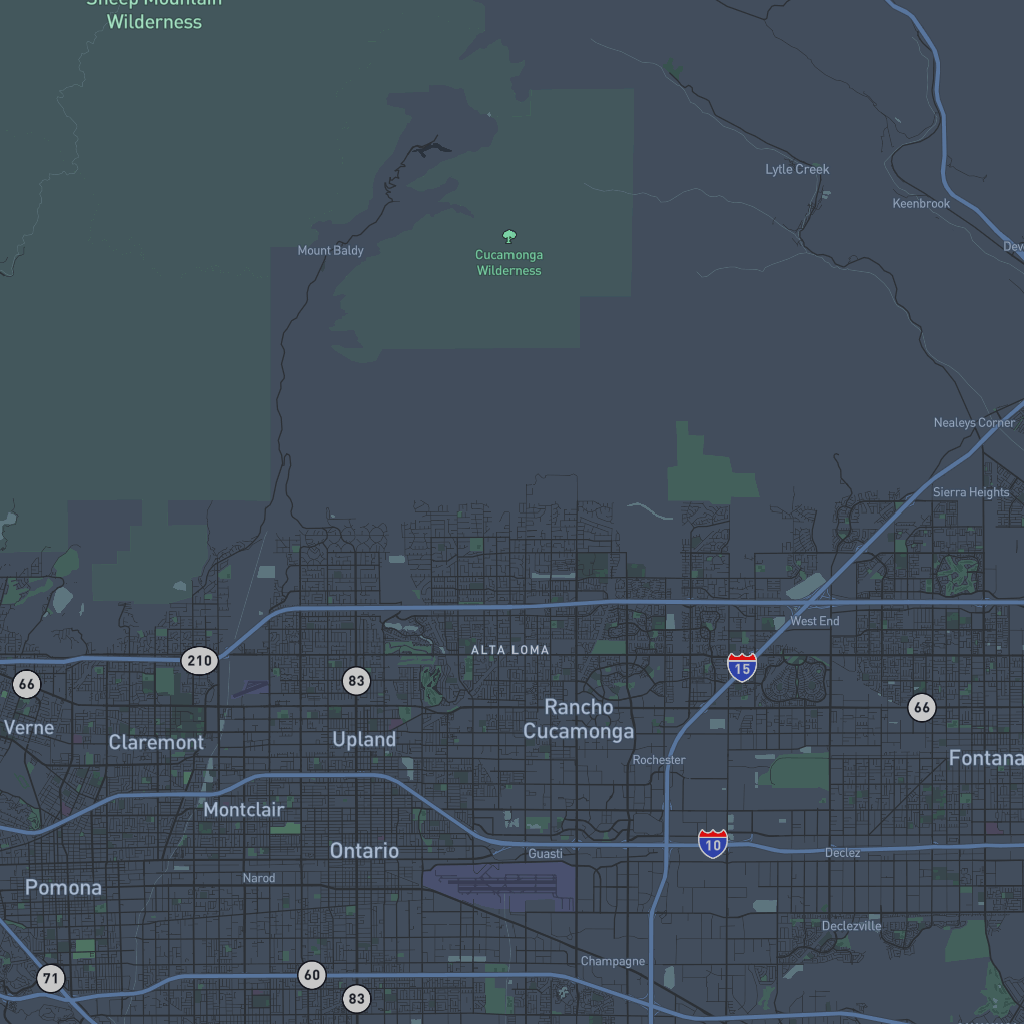 Sheep Mountain
Wilderness
Lytle Creek
Keenbrook
Mount Baldy
Cucamonga
Wilderness
Nealeys Corner
Sierra Heights
West End
ALTA LOMA
210
15
66
83
66
Verne
Claremont
Upland
Rancho
Cucamonga
Rochester
Fontana
Montclair
Ontario
Guasti
10
Declez
Narod
Pomona
Declezville
Champagne
71
60
83